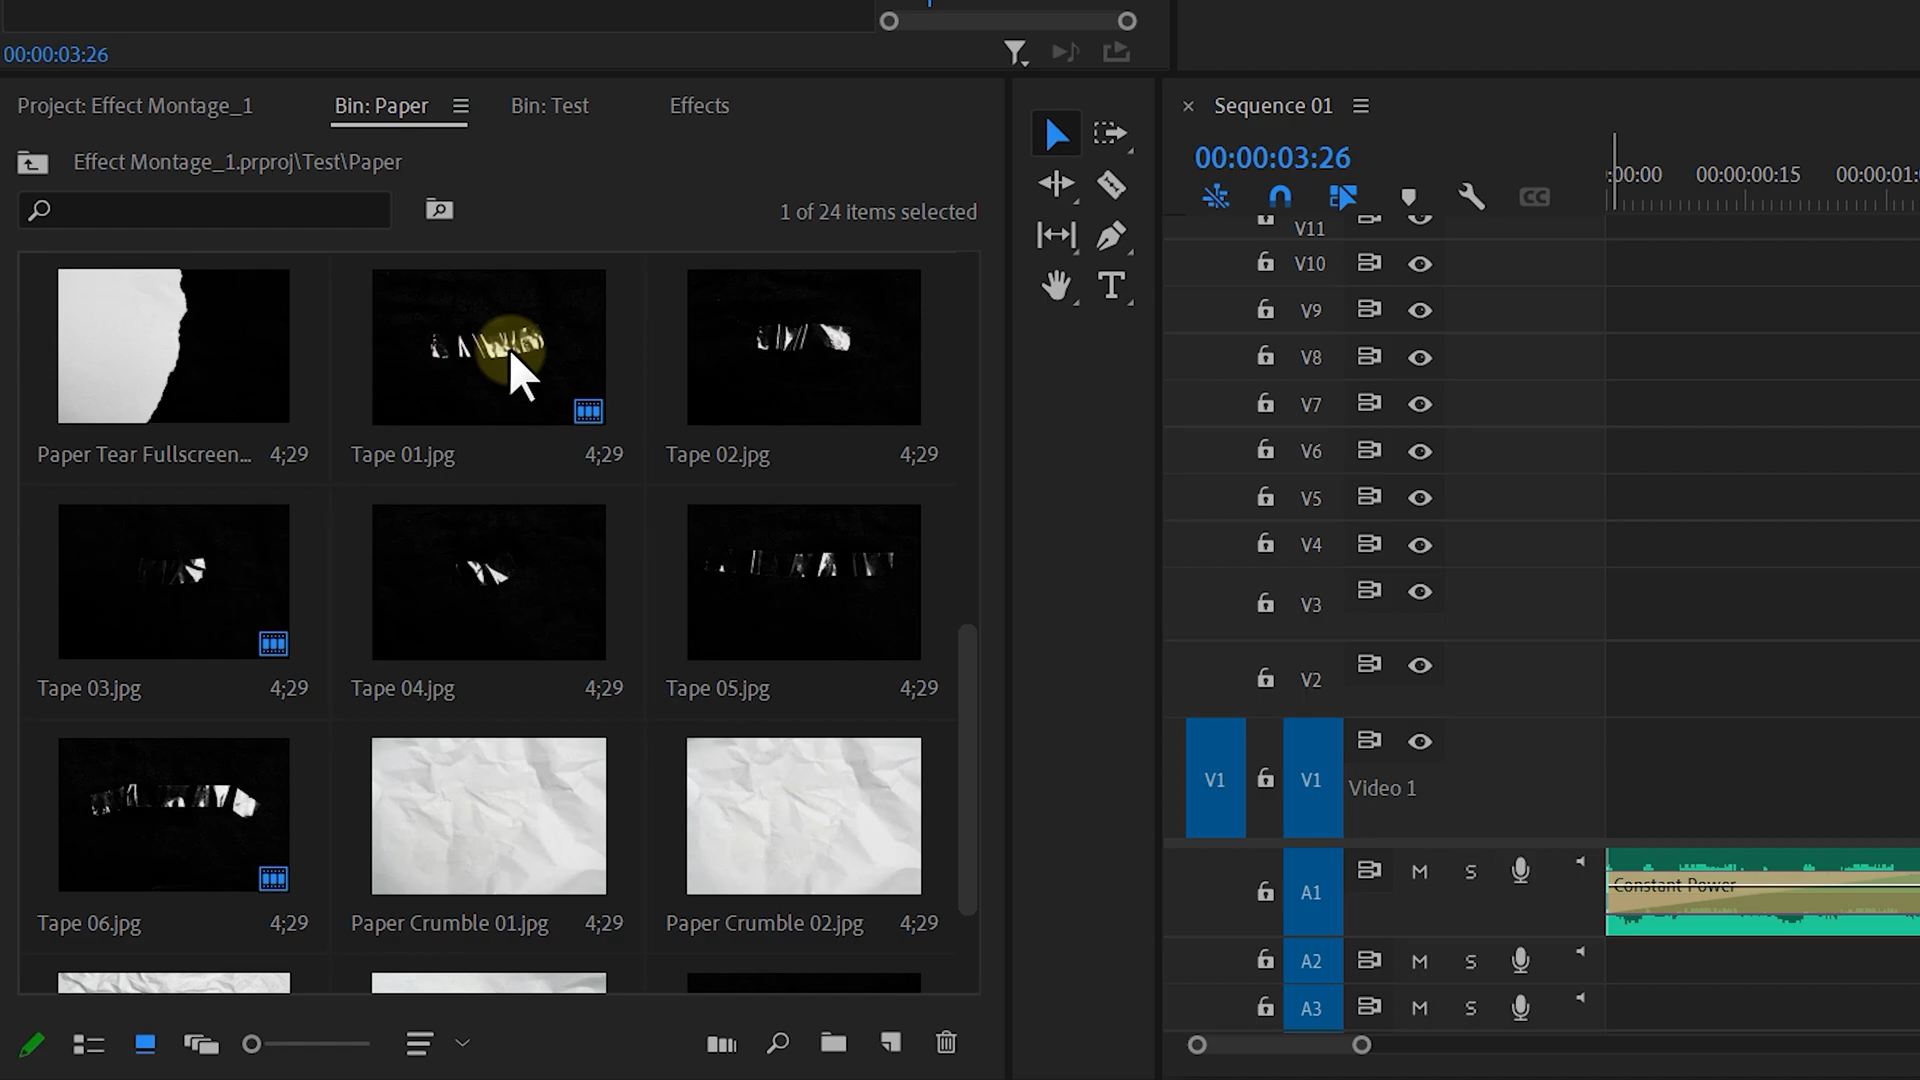 00:00:03:26
Project: Effect Montage_1
Bin: Paper
Bin: Test
Effects
Effect Montage_1.prproj\Test\Paper
1 of 24 items selected
Paper Tear Fullscreen... 4;29
Tape 01.jpg 4;29
Tape 02.jpg 4;29
Tape 03.jpg 4;29
Tape 04.jpg 4;29
Tape 05.jpg 4;29
Tape 06.jpg 4;29
Paper Crumble 01.jpg 4;29
Paper Crumble 02.jpg 4;29
T
× Sequence 01
00:00:03:26
CC
:00:00 00:00:00:15 00:00:01:
V11
V10
V9
V8
V7
V6
V5
V4
V3
V2
V1 V1
Video 1
A1 M S
Constant Power
A2 M S
A3 M S